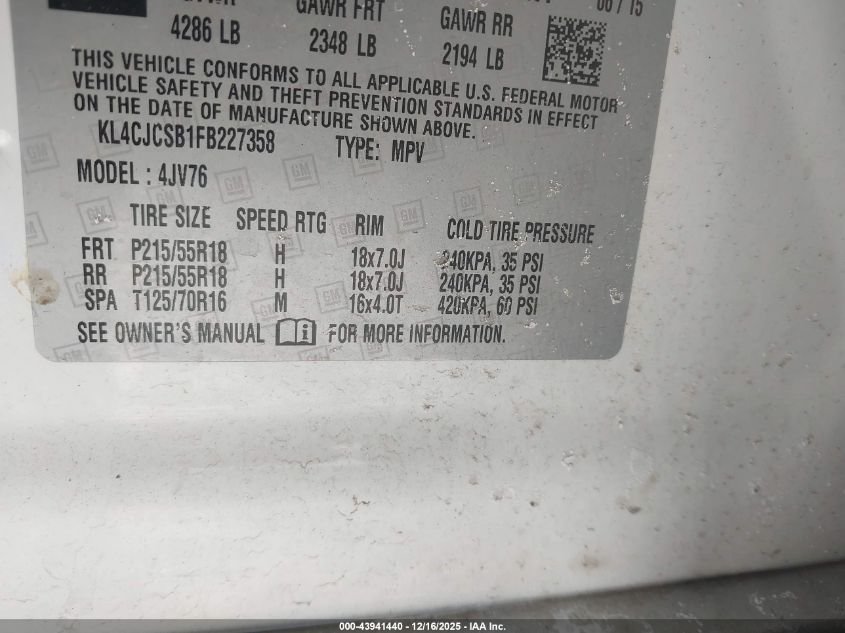 GAWR FRT GAWR RR 06 / 15
4286 LB 2348 LB 2194 LB
THIS VEHICLE CONFORMS TO ALL APPLICABLE U.S. FEDERAL MOTOR
VEHICLE SAFETY AND THEFT PREVENTION STANDARDS IN EFFECT
ON THE DATE OF MANUFACTURE SHOWN ABOVE.
KL4CJCSB1FB227358 TYPE: MPV
MODEL : 4JV76
TIRE SIZE SPEED RTG RIM COLD TIRE PRESSURE
FRT P215/55R18 H 18x7.0J 240KPA, 35 PSI
RR P215/55R18 H 18x7.0J 240KPA, 35 PSI
SPA T125/70R16 M 16x4.0T 420KPA, 60 PSI
SEE OWNER'S MANUAL FOR MORE INFORMATION.
000-43941440 - 12/16/2025 - IAA Inc.